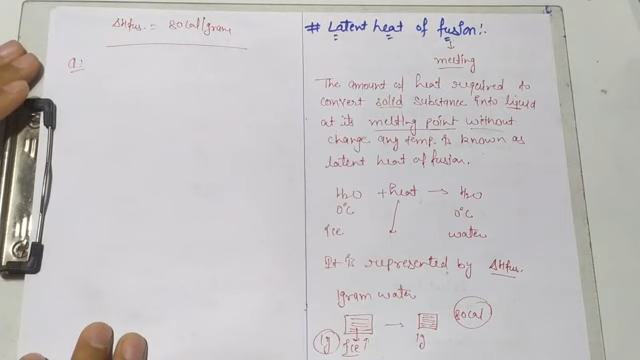 ΔHfus. = 80cal/gram
Q:
# Latent heat of fusion:.
↓
melting
The amount of heat required to
convert solid substance into liquid
at its melting point without
change any temp. is known as
latent heat of fusion.
H₂O + heat → H₂O
0°C 0°C
Ice water
It is represented by ΔHfus.
1gram water
80cal
1g Ice → 1g